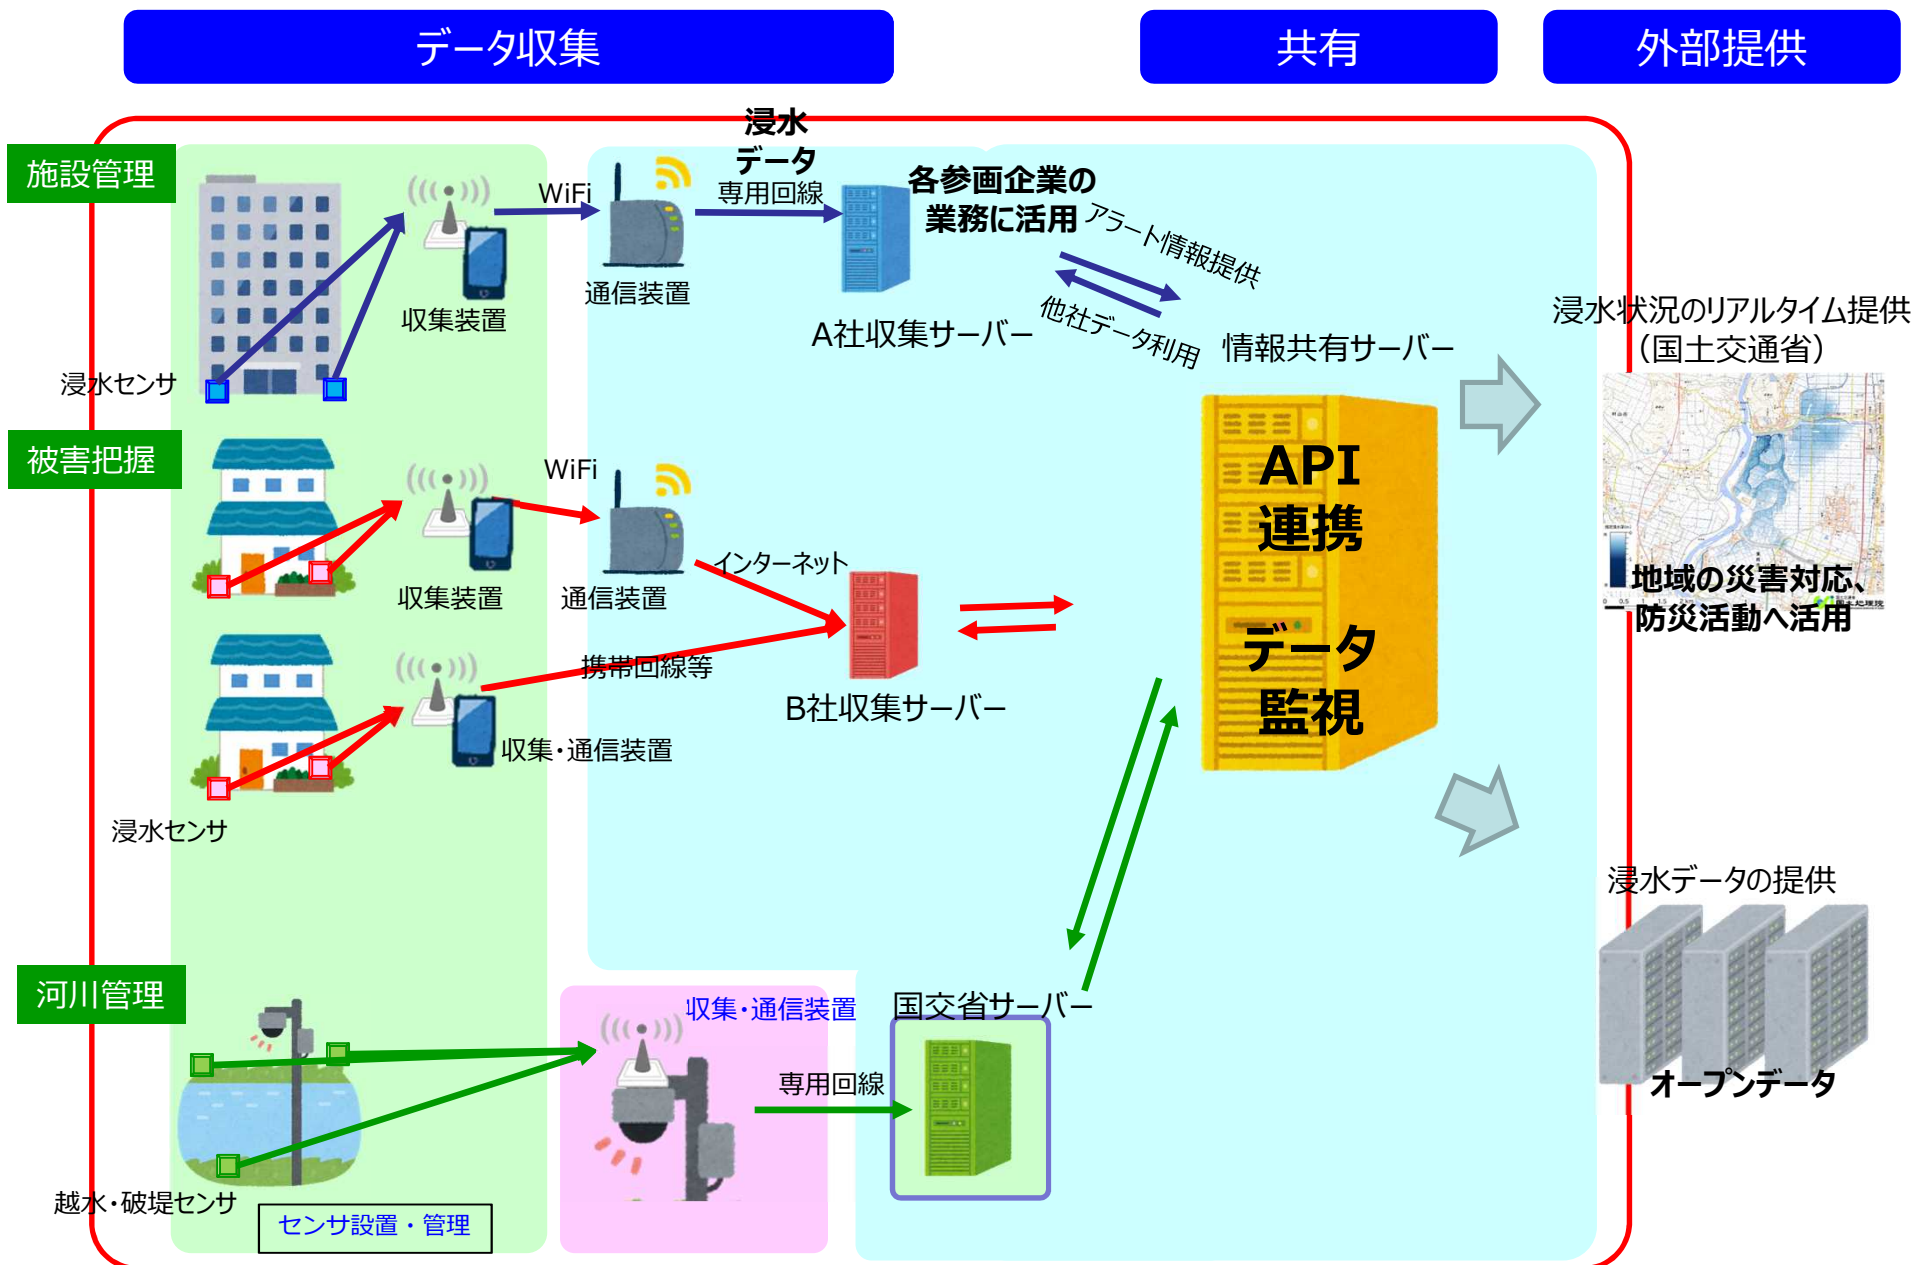 データ収集
共有
外部提供
施設管理
浸水
データ
WiFi
専用回線
各参画企業の
業務に活用
アラート情報提供
他社データ利用
収集装置
通信装置
A社収集サーバー
情報共有サーバー
浸水センサ
浸水状況のリアルタイム提供
（国土交通省）
被害把握
WiFi
収集装置
通信装置
インターネット
API
連携
データ
監視
地域の災害対応、
防災活動へ活用
携帯回線等
B社収集サーバー
収集・通信装置
浸水センサ
浸水データの提供
オープンデータ
河川管理
収集・通信装置
国交省サーバー
専用回線
越水・破堤センサ
センサ設置・管理